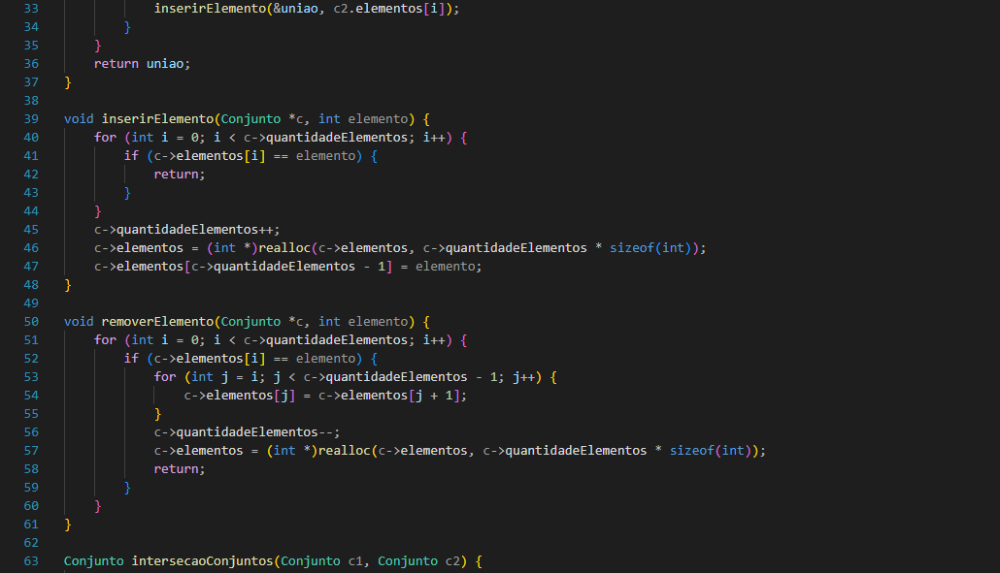 33 inserirElemento(&uniao, c2.elementos[i]);
34 }
35 }
36 return uniao;
37 }
38
39 void inserirElemento(Conjunto *c, int elemento) {
40 for (int i = 0; i < c->quantidadeElementos; i++) {
41 if (c->elementos[i] == elemento) {
42 return;
43 }
44 }
45 c->quantidadeElementos++;
46 c->elementos = (int *)realloc(c->elementos, c->quantidadeElementos * sizeof(int));
47 c->elementos[c->quantidadeElementos - 1] = elemento;
48 }
49
50 void removerElemento(Conjunto *c, int elemento) {
51 for (int i = 0; i < c->quantidadeElementos; i++) {
52 if (c->elementos[i] == elemento) {
53 for (int j = i; j < c->quantidadeElementos - 1; j++) {
54 c->elementos[j] = c->elementos[j + 1];
55 }
56 c->quantidadeElementos--;
57 c->elementos = (int *)realloc(c->elementos, c->quantidadeElementos * sizeof(int));
58 return;
59 }
60 }
61 }
62
63 Conjunto intersecaoConjuntos(Conjunto c1, Conjunto c2) {